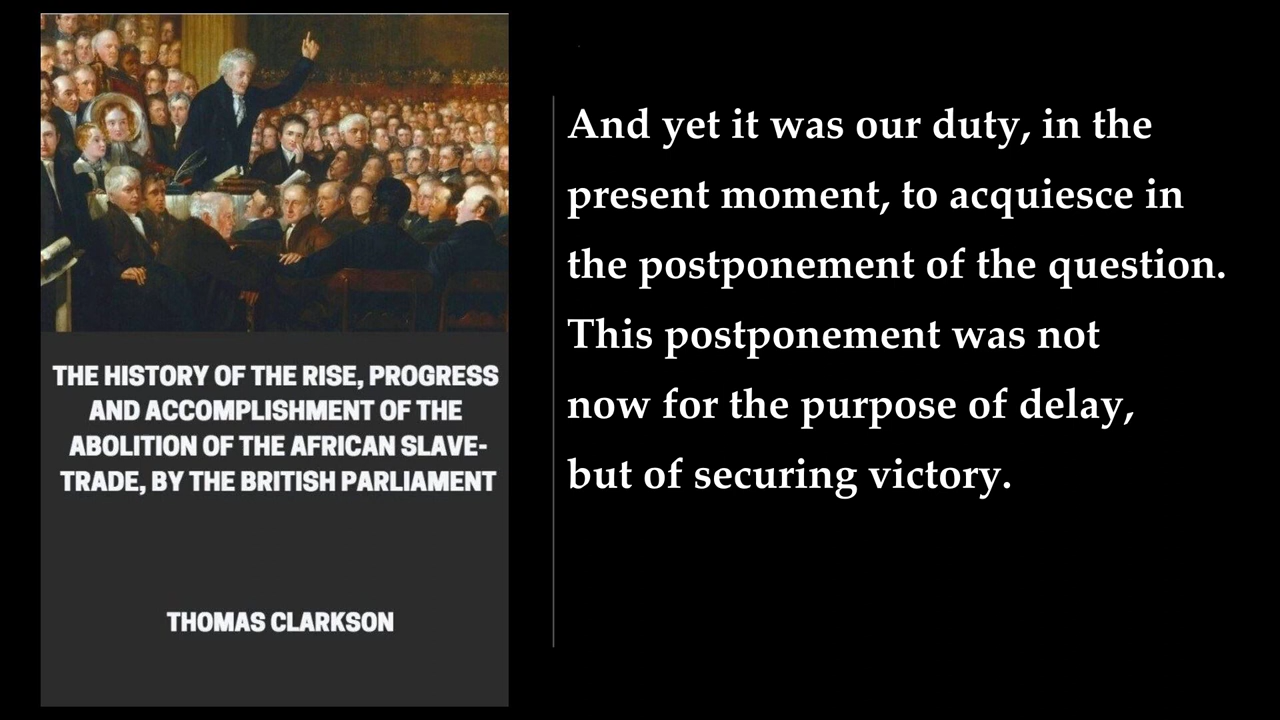 THE HISTORY OF THE RISE, PROGRESS
AND ACCOMPLISHMENT OF THE
ABOLITION OF THE AFRICAN SLAVE-
TRADE, BY THE BRITISH PARLIAMENT
THOMAS CLARKSON
And yet it was our duty, in the
present moment, to acquiesce in
the postponement of the question.
This postponement was not
now for the purpose of delay,
but of securing victory.